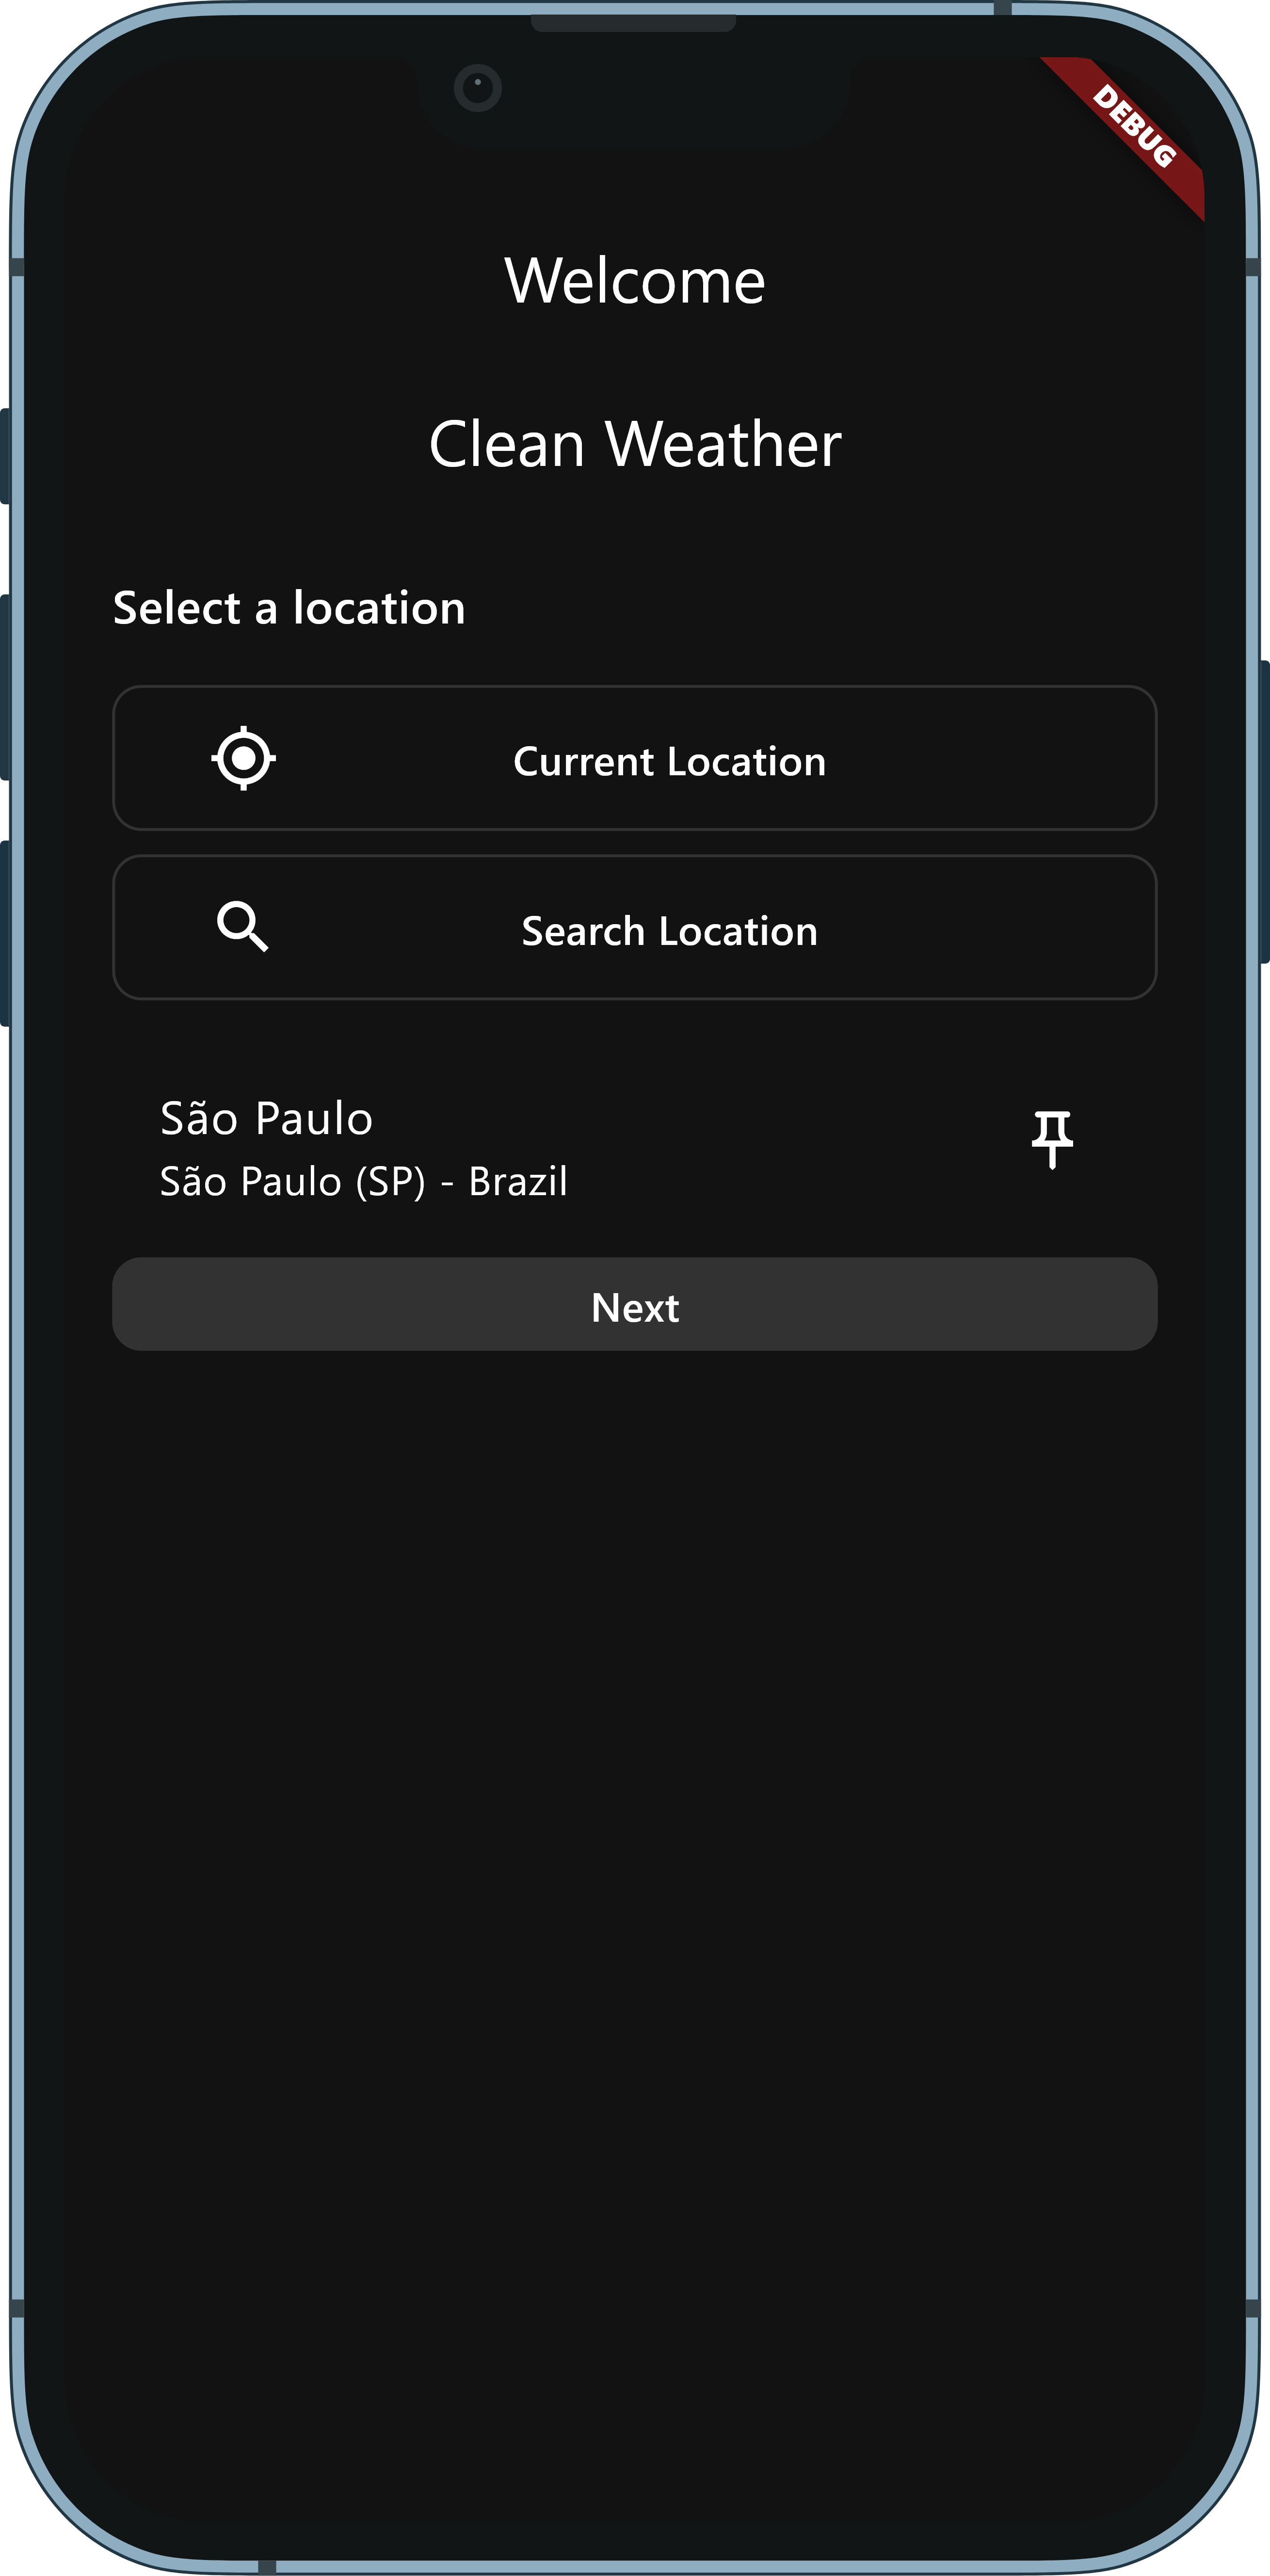 DEBUG
Welcome
Clean Weather
Select a location
Current Location
Search Location
São Paulo
São Paulo (SP) - Brazil
Next